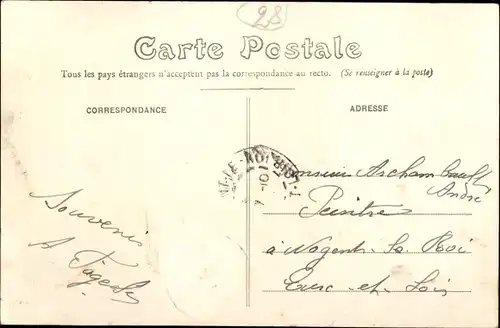 28
Carte Postale
Tous les pays étrangers n'acceptent pas la correspondance au recto. (Se renseigner à la poste)
CORRESPONDANCE
ADRESSE
Monsieur Archambault
André
Peintre
à Nogent-le-Roi
Eure-et-Loir
Souvenir
A.